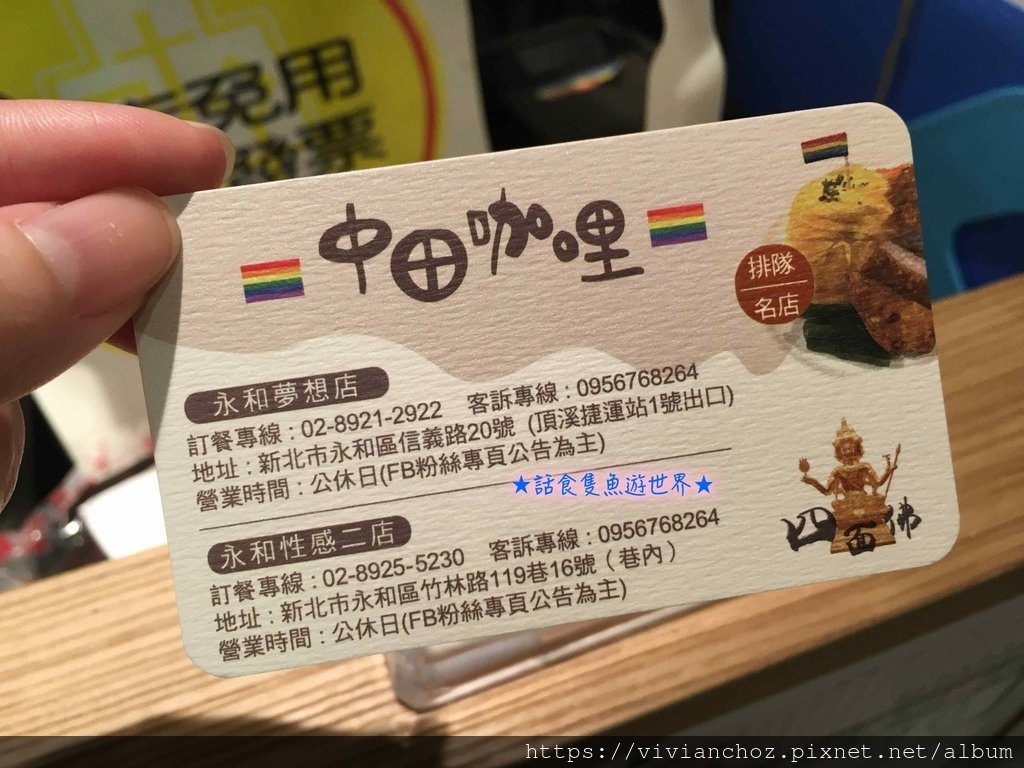 免用
發票
中田咖哩
排隊
名店
永和夢想店
訂餐專線：02-8921-2922　客訴專線：0956768264
地址：新北市永和區信義路20號（頂溪捷運站1號出口）
營業時間：公休日(FB粉絲專頁公告為主)
★話食隻魚遊世界★
永和性感二店
訂餐專線：02-8925-5230　客訴專線：0956768264
地址：新北市永和區竹林路119巷16號（巷內）
營業時間：公休日(FB粉絲專頁公告為主)
四面佛
https://vivianchoz.pixnet.net/album